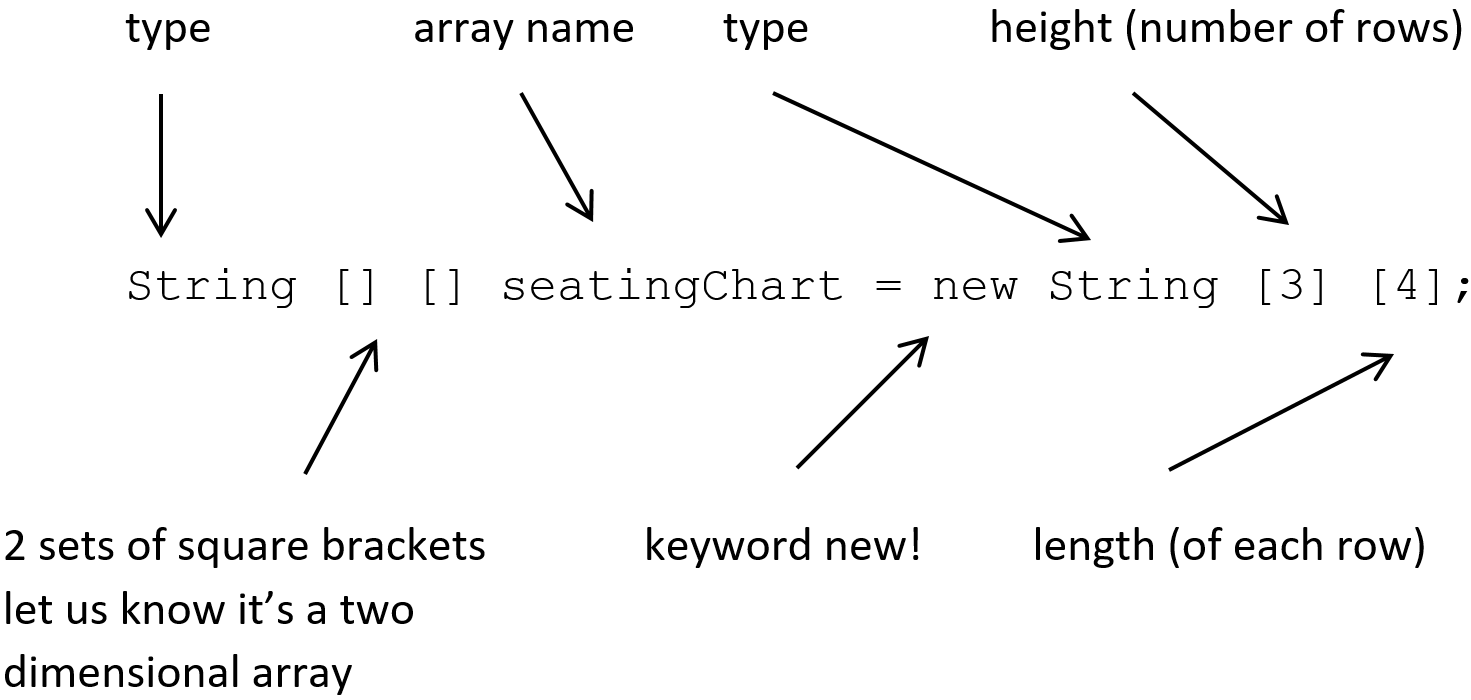 type array name type height (number of rows)
String [] [] seatingChart = new String [3] [4];
2 sets of square brackets keyword new! length (of each row)
let us know it’s a two
dimensional array